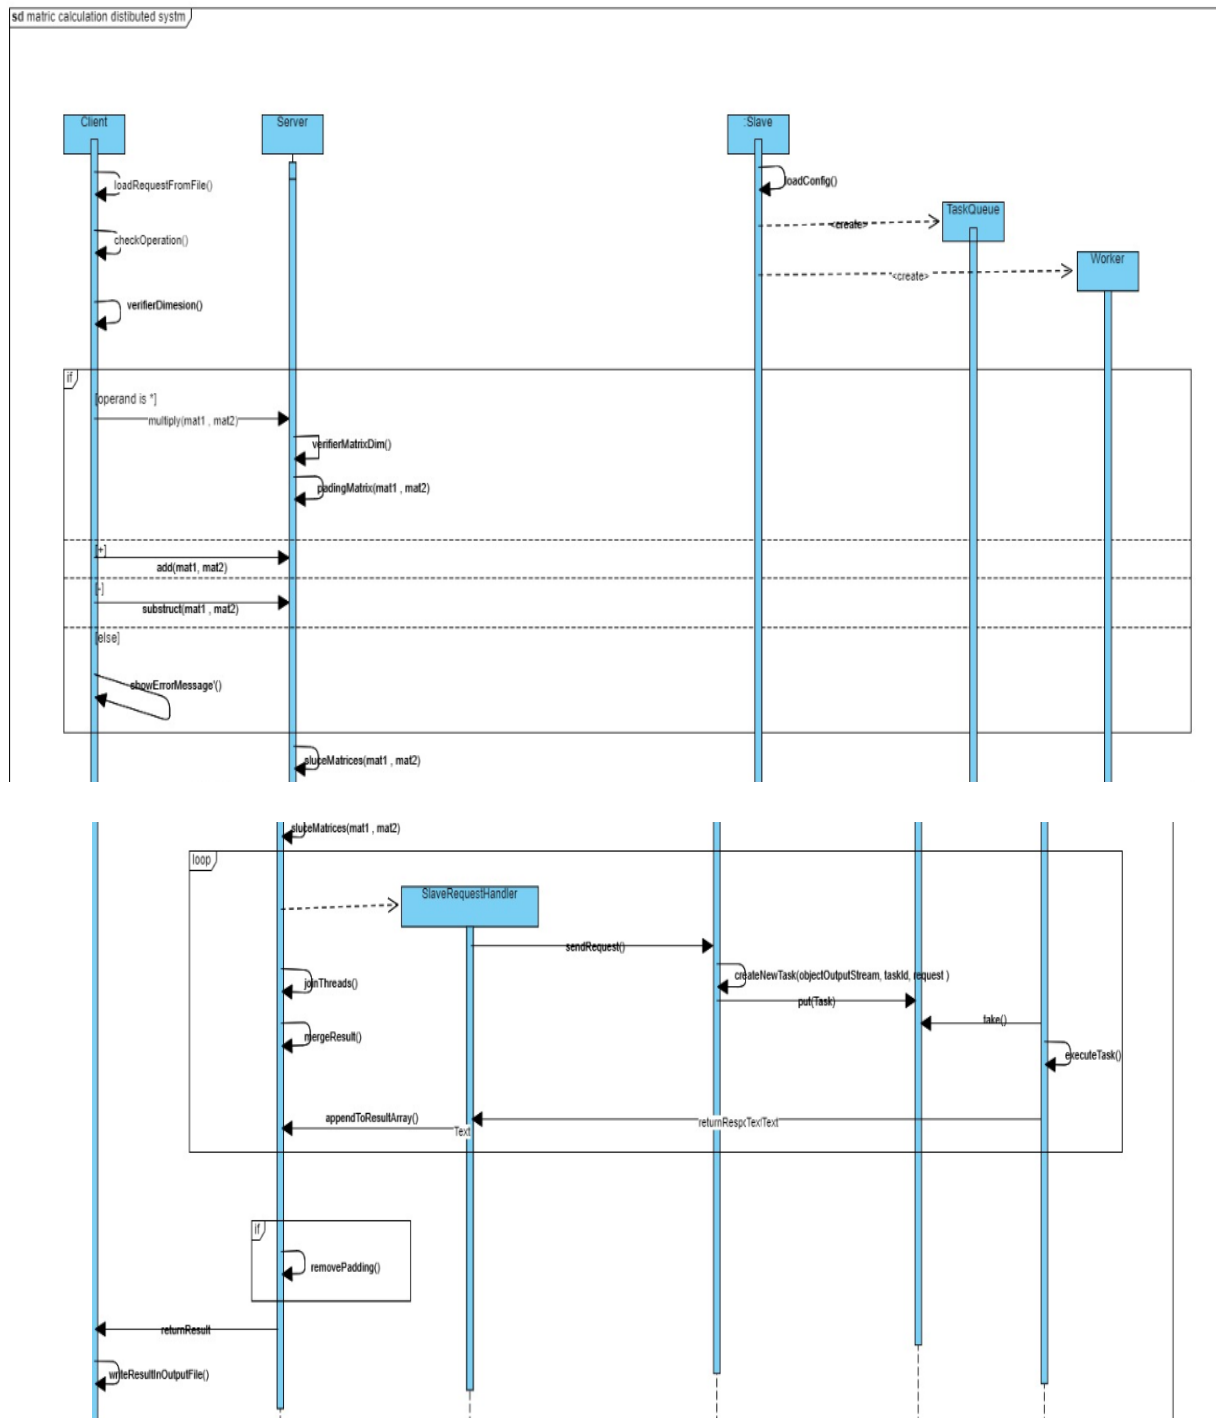 sd matric calculation distibuted systm
Client
Server
:Slave
loadRequestFromFile()
loadConfig()
TaskQueue
<create>
checkOperation()
Worker
<create>
verifierDimesion()
if
[operand is *]
multiply(mat1 , mat2)
verifierMatrixDim()
padingMatrix(mat1 , mat2)
[+]
add(mat1, mat2)
[-]
substruct(mat1 , mat2)
[else]
showErrorMessage'()
sluceMatrices(mat1 , mat2)
sluceMatrices(mat1 , mat2)
loop
SlaveRequestHandler
sendRequest()
joinThreads()
createNewTask(objectOutputStream, taskId, request )
put(Task)
take()
mergeResult()
executeTask()
appendToResultArray()
Text
Text
if
removePadding()
returnResult
writeResultInOutputFile()